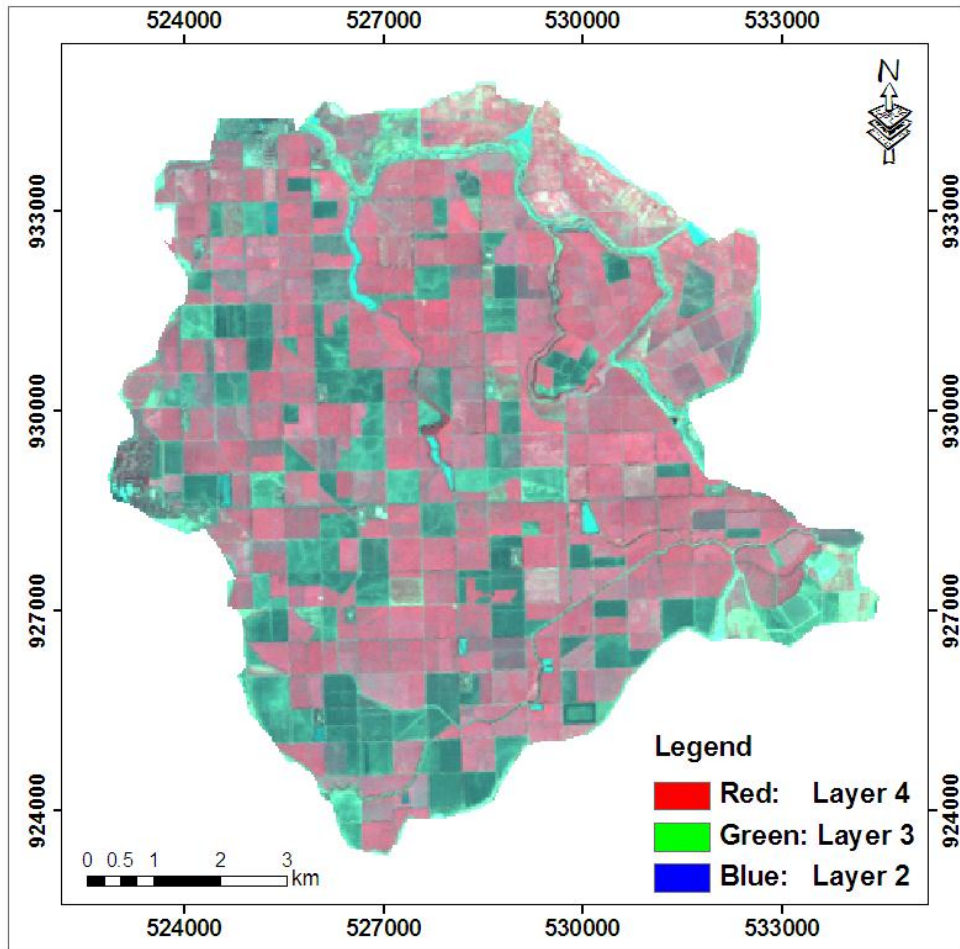 524000 527000 530000 533000
N
933000 933000
930000 930000
927000 927000
924000 924000
Legend
Red: Layer 4
Green: Layer 3
Blue: Layer 2
0 0.5 1 2 3
km
524000 527000 530000 533000